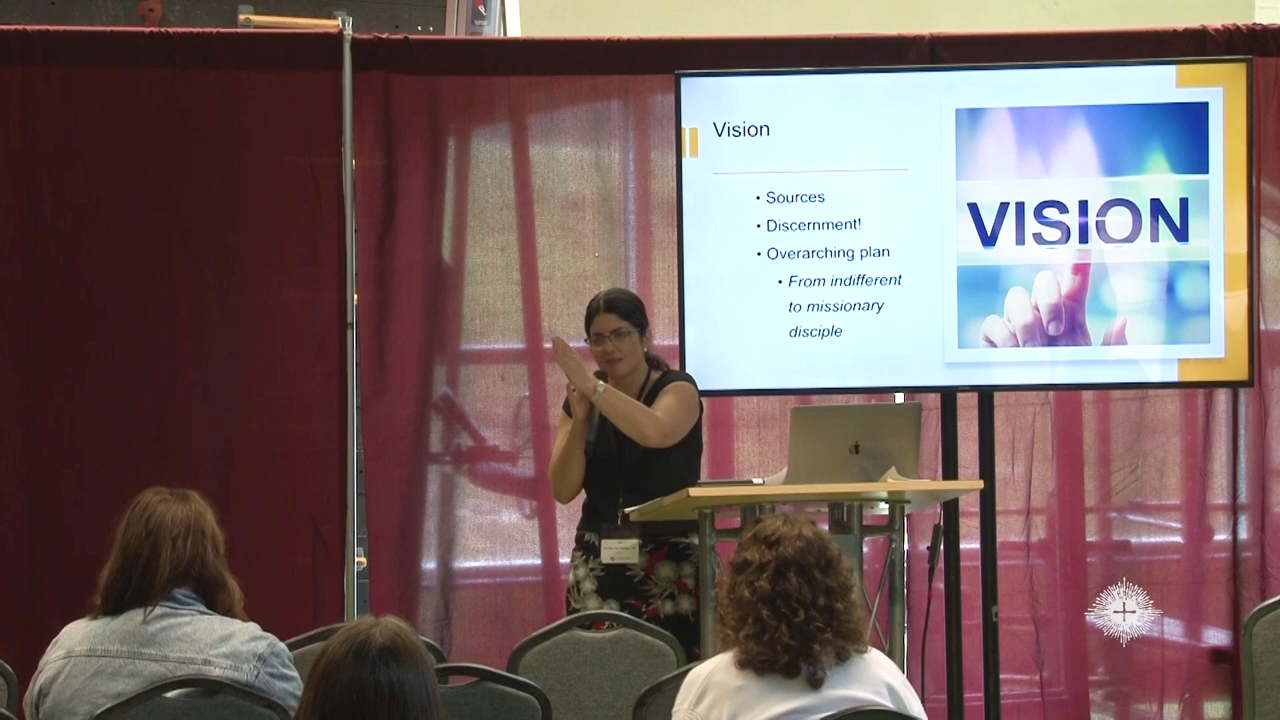 Vision
• Sources
• Discernment!
• Overarching plan
• From indifferent
to missionary
disciple
VISION